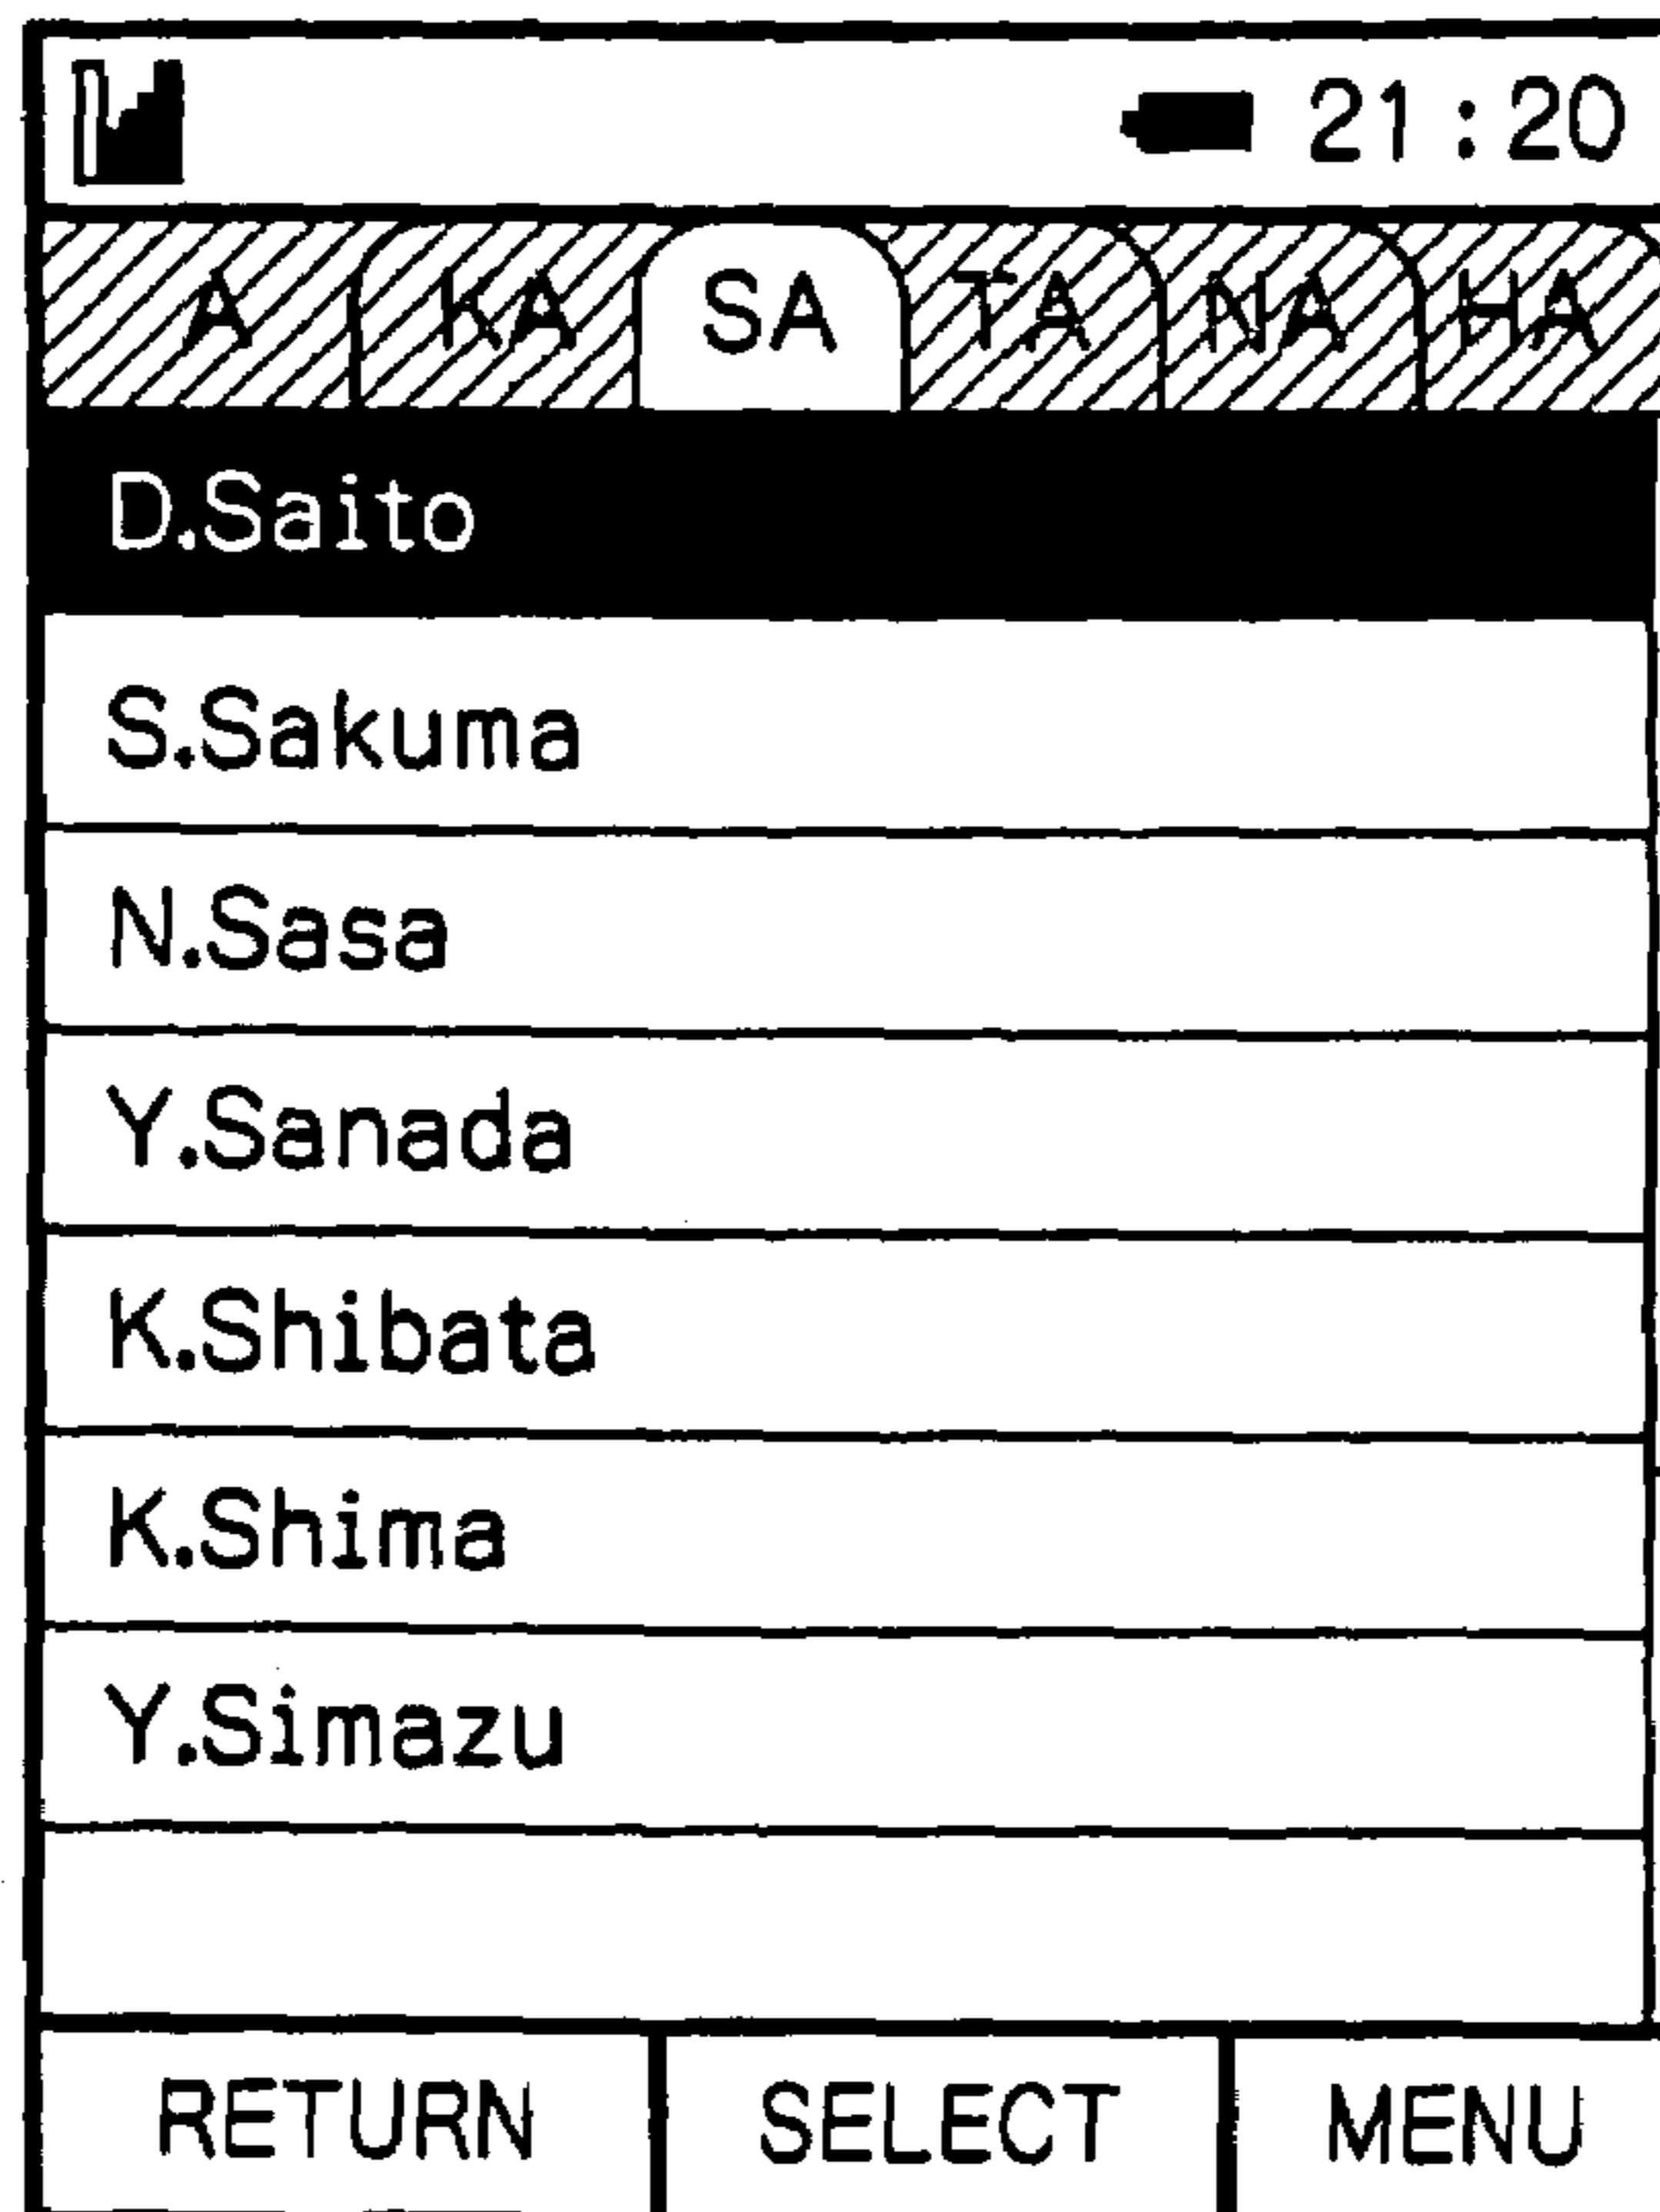 21:20
A KA SA TA NA HA
D.Saito
S.Sakuma
N.Sasa
Y.Sanada
K.Shibata
K.Shima
Y.Simazu
RETURN SELECT MENU